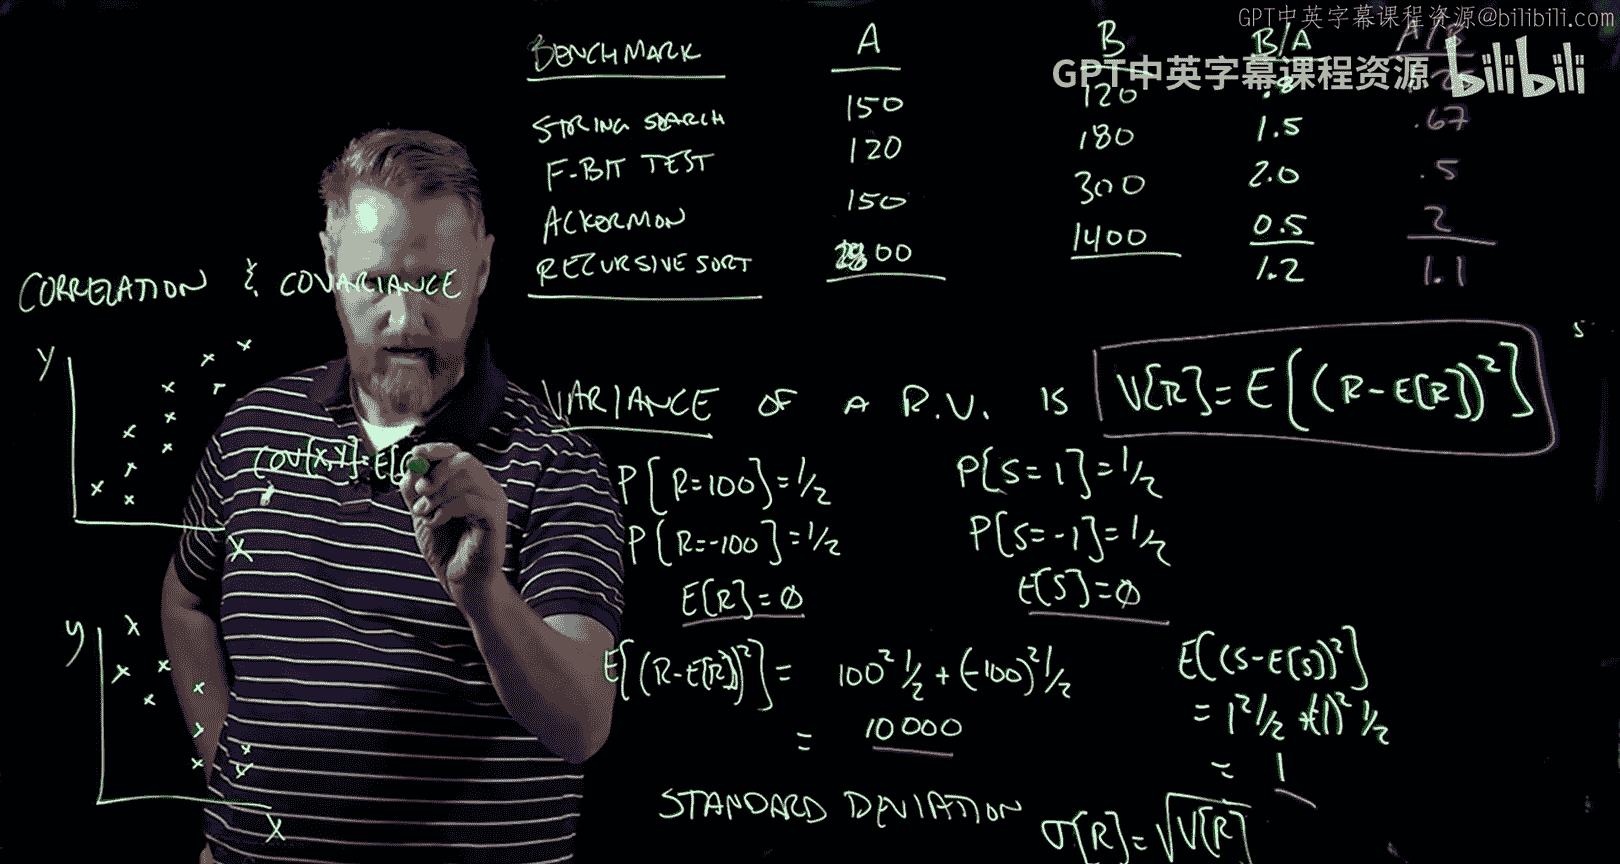 GPT中英字幕课程资源@bilibili.com
GPT中英字幕课程资源 bilibili
BENCHMARK A B B/A A/B
STRING SEARCH 150 120 .8
F-BIT TEST 120 180 1.5 .67
ACKERMON 150 300 2.0 .5
RECURSIVE SORT 1400 0.5 2
1.2 1.1
CORRELATION & COVARIANCE
Y
X
COV[X,Y]=E[(
y
X
VARIANCE OF A R.V. IS V[R]=E[(R-E[R])²]
P[R=100]=1/2 P[S=1]=1/2
P[R=-100]=1/2 P[S=-1]=1/2
E[R]=0 E[S]=0
E[(R-E[R])²]= 100² 1/2 + (-100)² 1/2
= 10000
E[(S-E[S])²]
= 1² 1/2 + (-1)² 1/2
= 1
STANDARD DEVIATION σ[R]=√V[R]